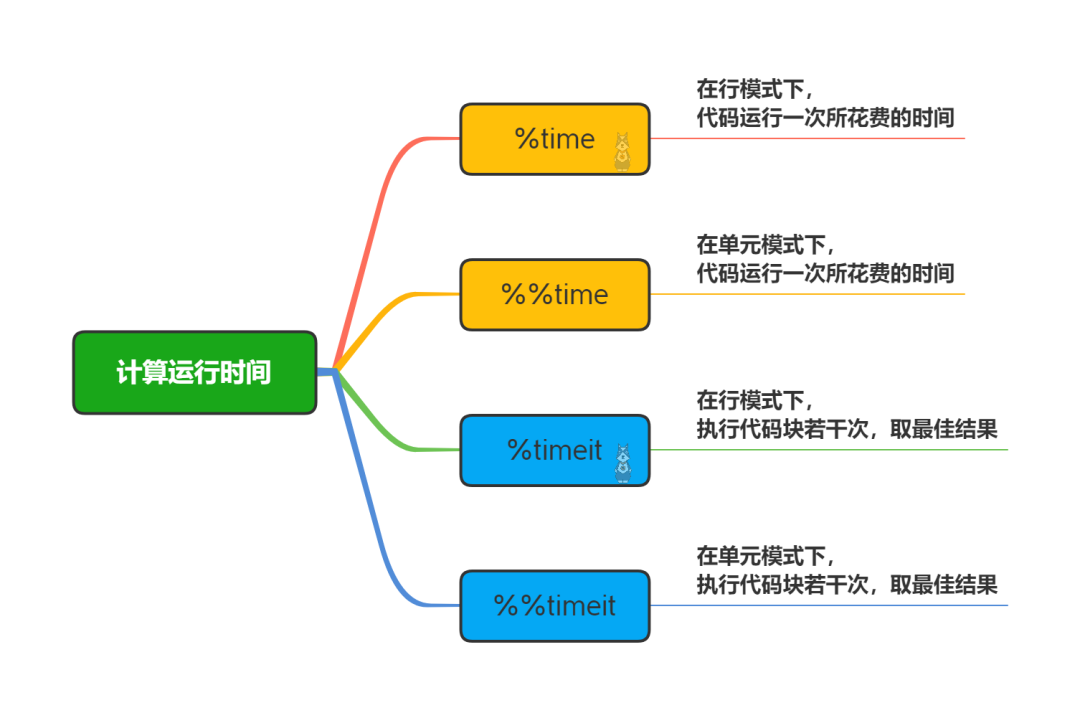 在行模式下，
代码运行一次所花费的时间
%time
在单元模式下，
代码运行一次所花费的时间
%%time
计算运行时间
在行模式下，
执行代码块若干次，取最佳结果
%timeit
在单元模式下，
执行代码块若干次，取最佳结果
%%timeit